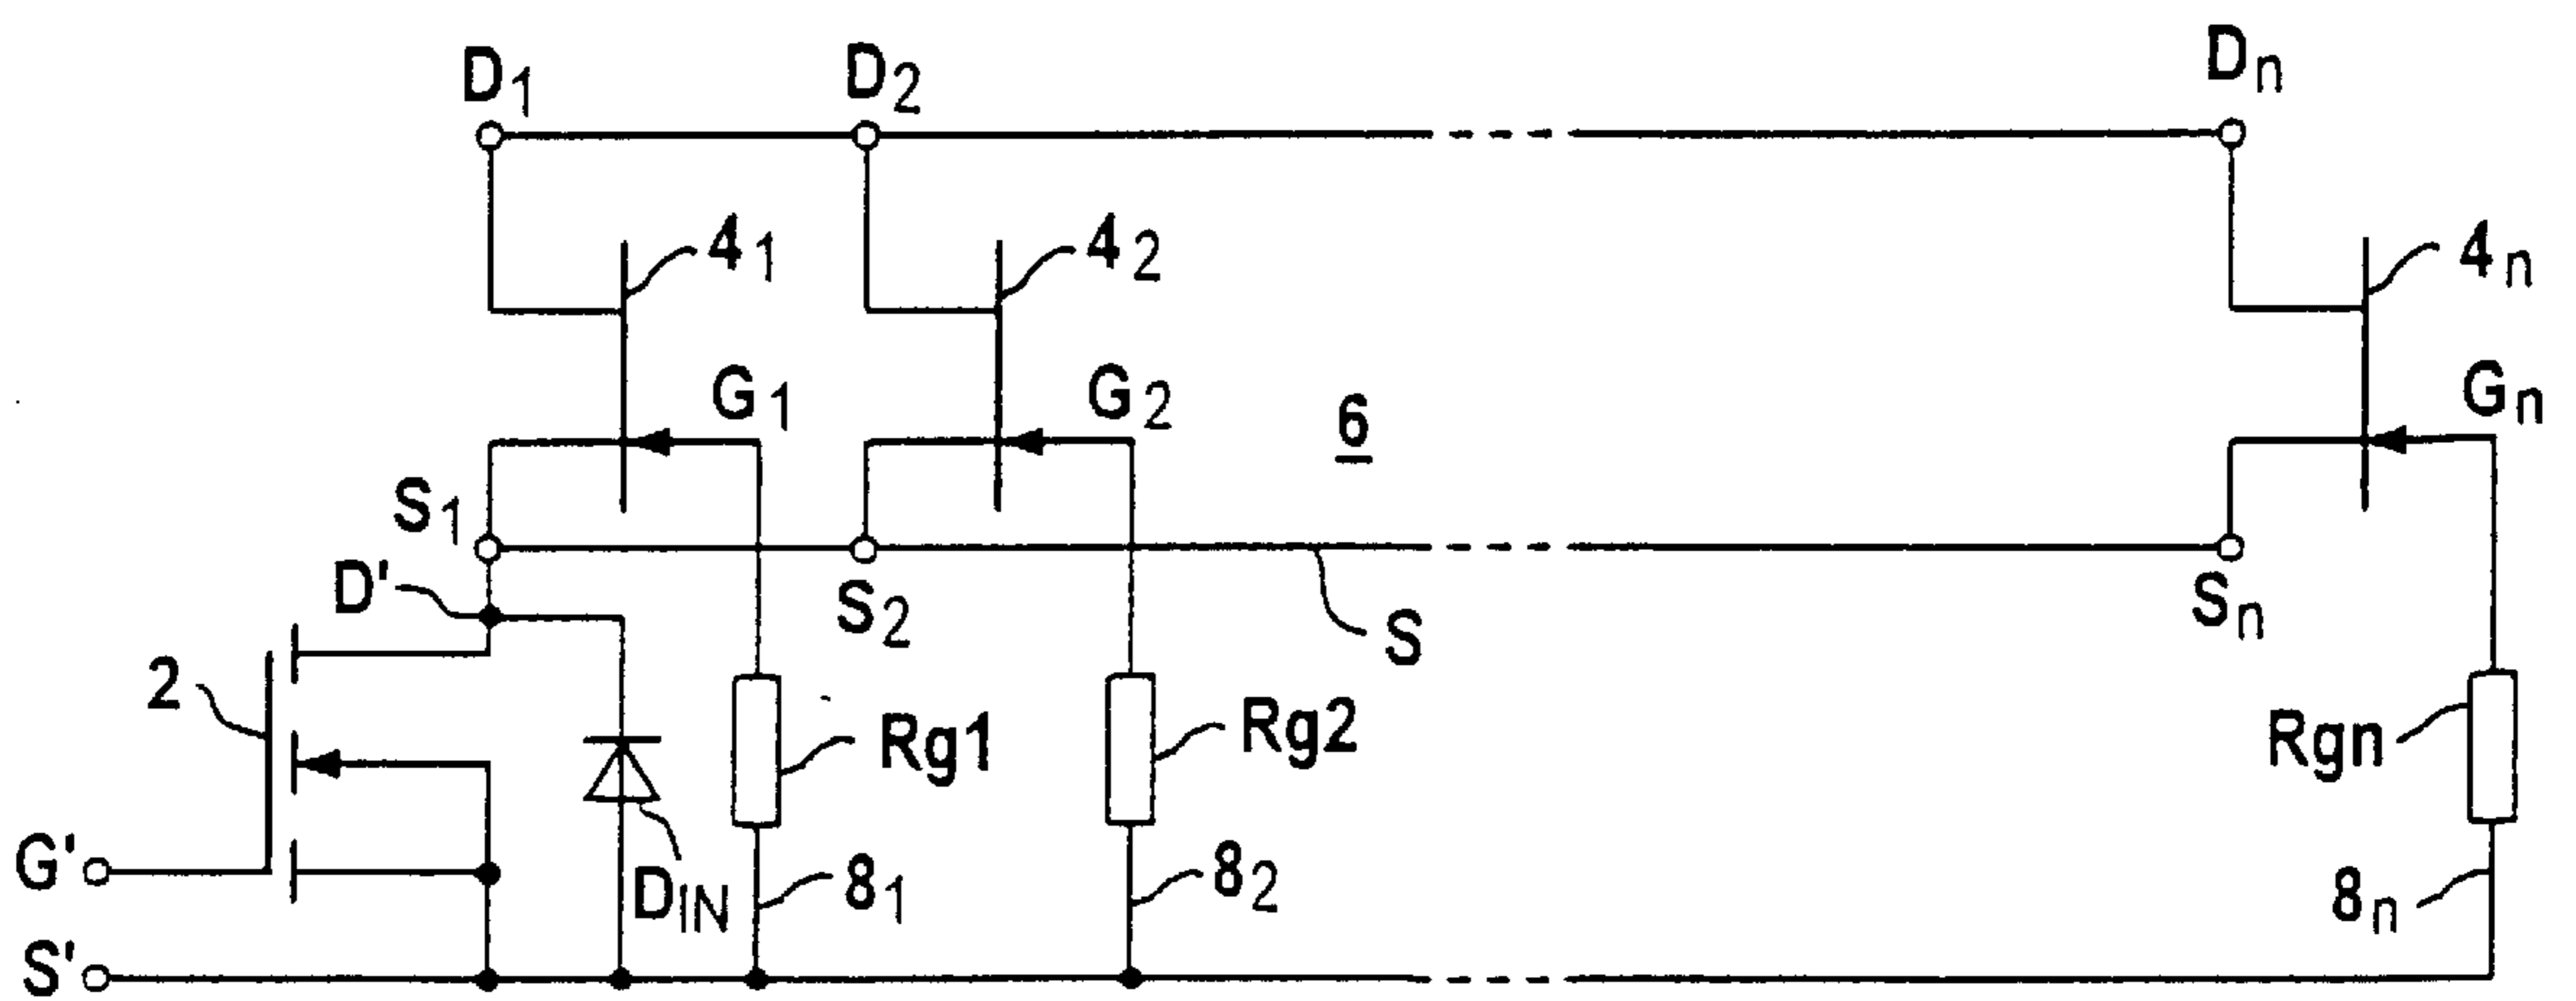 D1 D2 Dn
41 42 4n
G1 G2 6 Gn
S1
D' S2 S Sn
2 Rg1 Rg2 Rgn
G' DIN 81 82 8n
S'